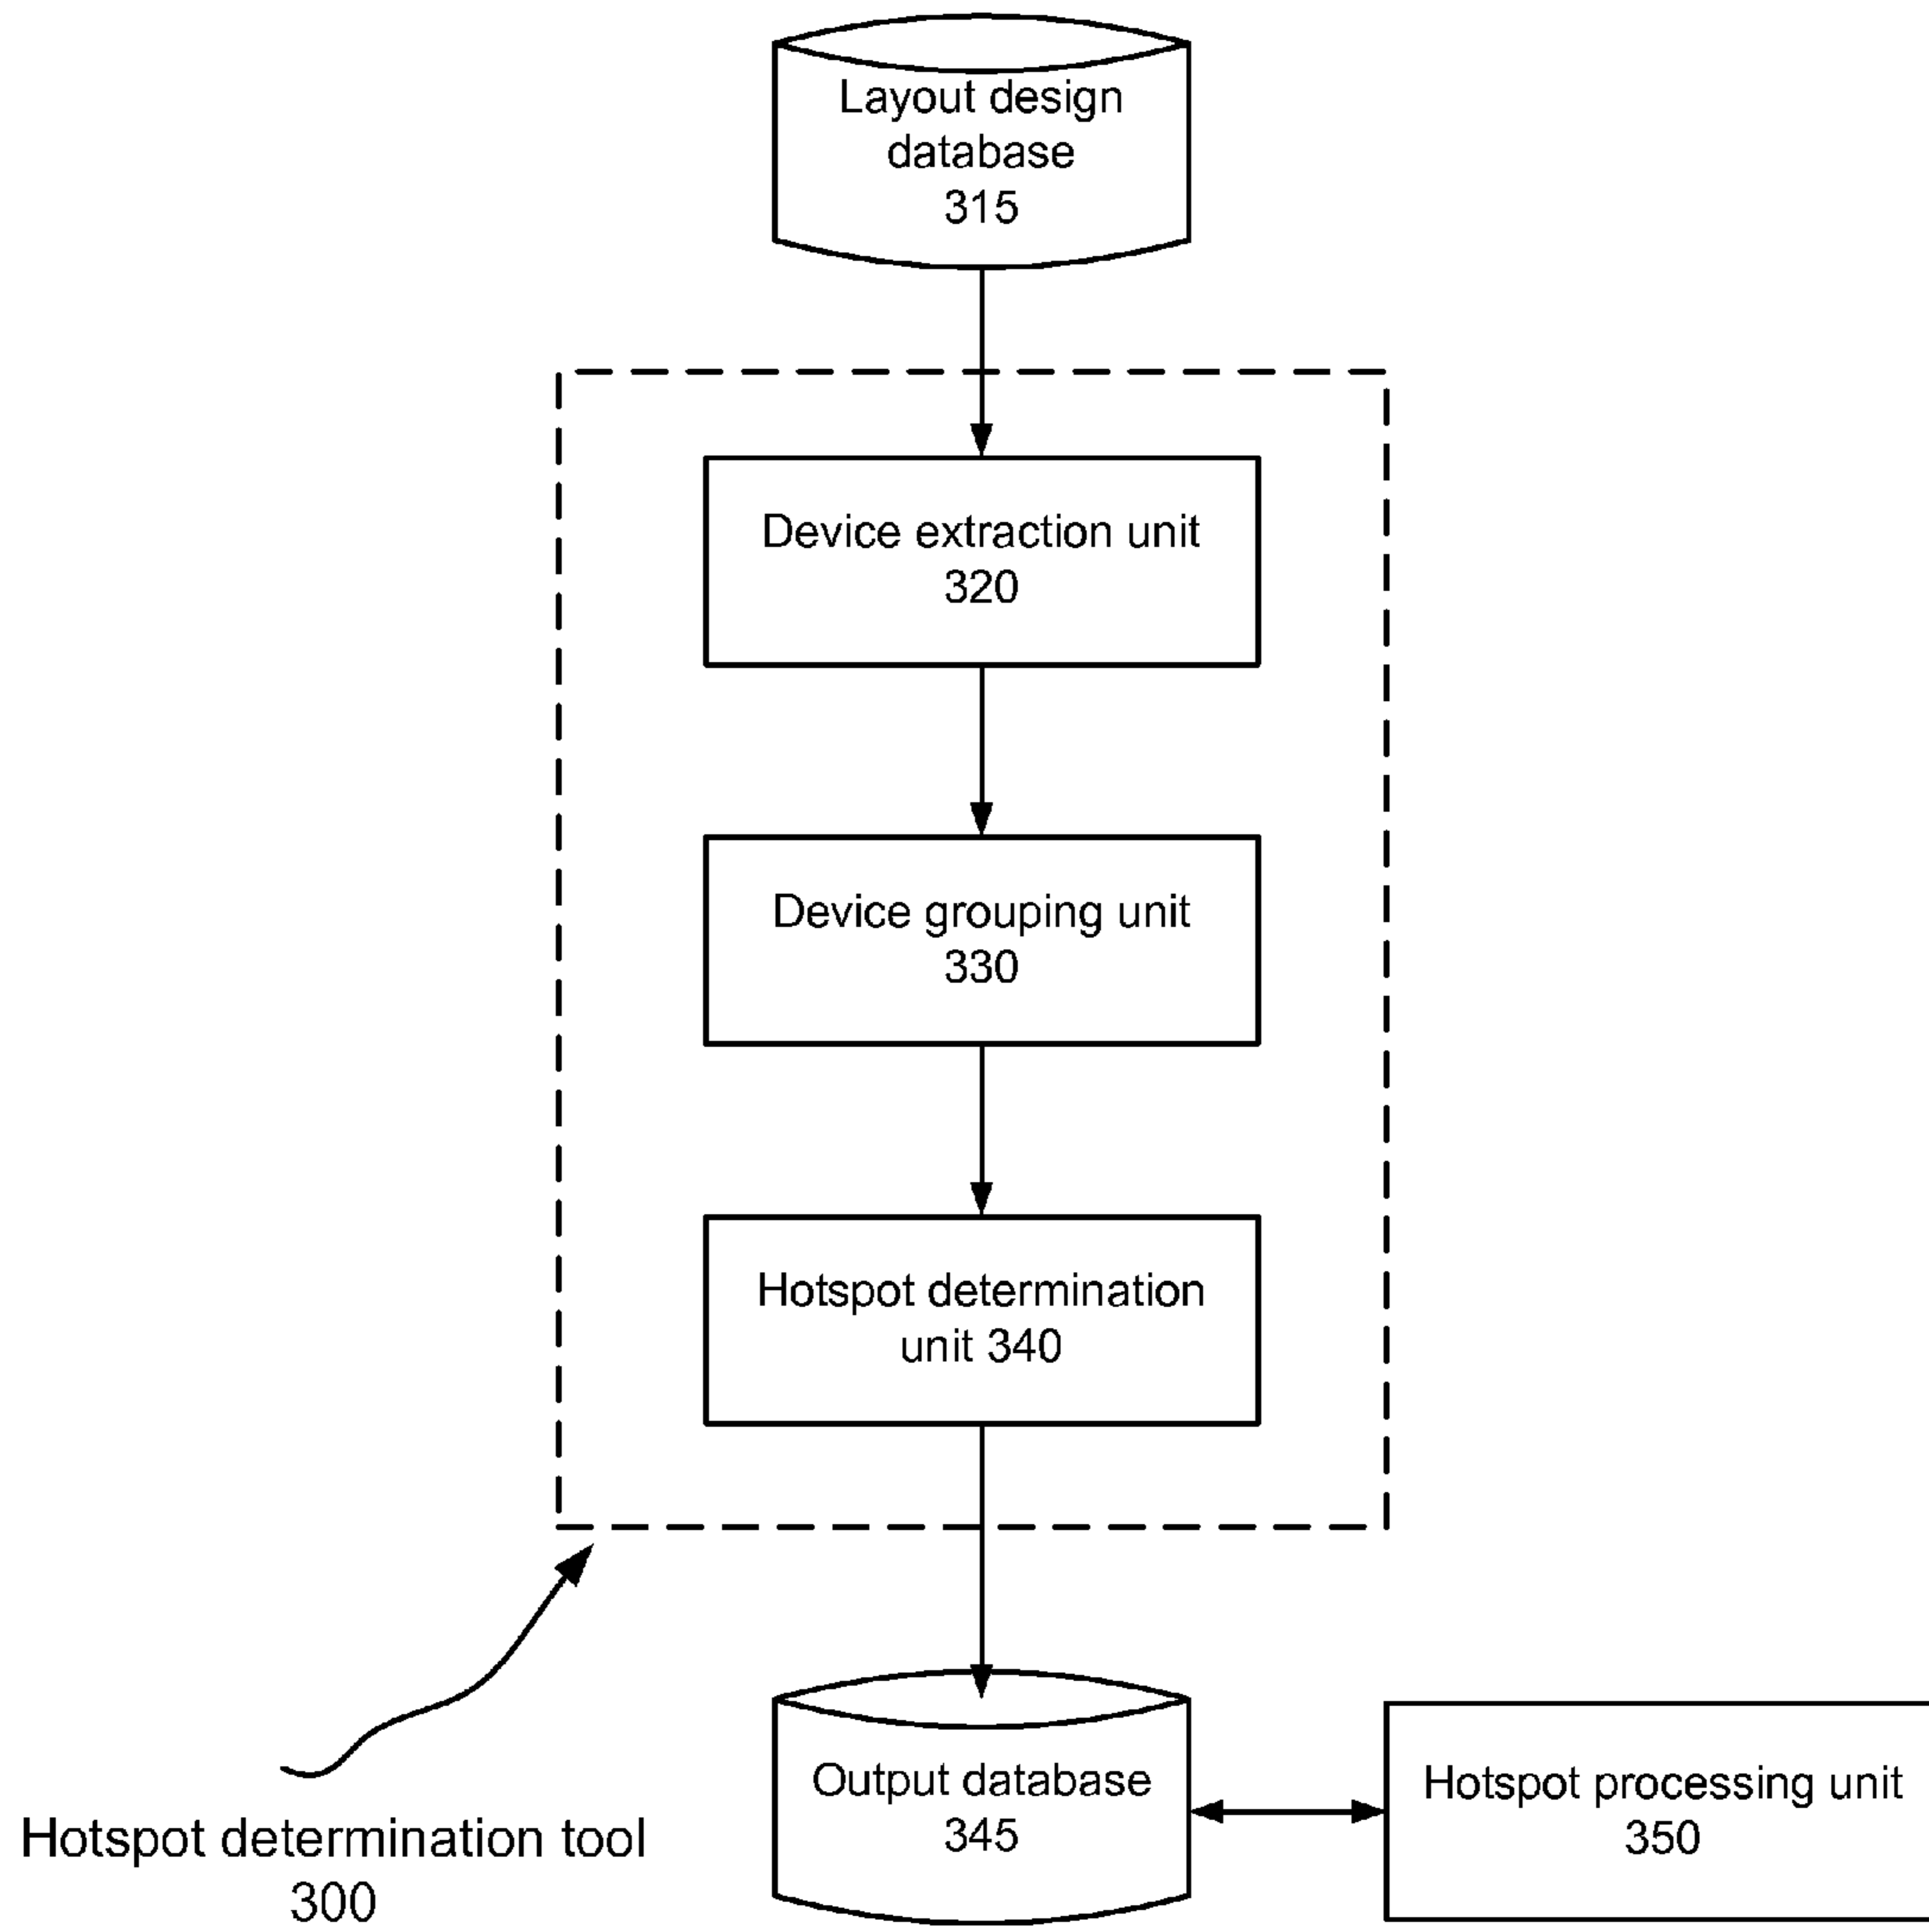 Layout design
database
315
Device extraction unit
320
Device grouping unit
330
Hotspot determination
unit 340
Output database
345
Hotspot processing unit
350
Hotspot determination tool
300